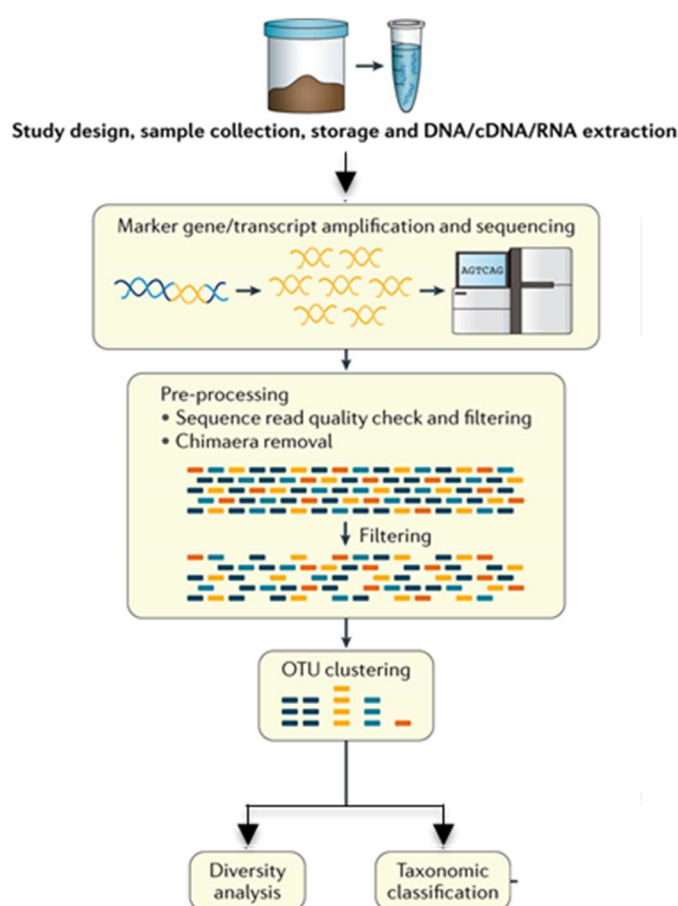 Study design, sample collection, storage and DNA/cDNA/RNA extraction
Marker gene/transcript amplification and sequencing
AGTCAG
Pre-processing
• Sequence read quality check and filtering
• Chimaera removal
Filtering
OTU clustering
Diversity
analysis
Taxonomic
classification